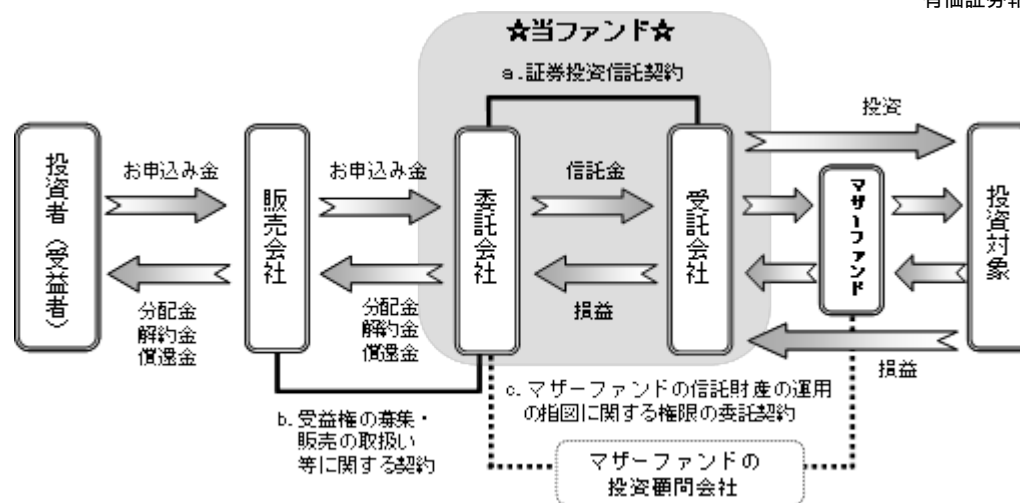 ★当ファンド★
a.証券投資信託契約
投資
投資者（受益者）
お申込み金
販売会社
お申込み金
委託会社
信託金
受託会社
マザーファンド
投資対象
分配金
解約金
償還金
分配金
解約金
償還金
損益
損益
b.受益権の募集・
販売の取扱い
等に関する契約
c.マザーファンドの信託財産の運用
の指図に関する権限の委託契約
マザーファンドの
投資顧問会社